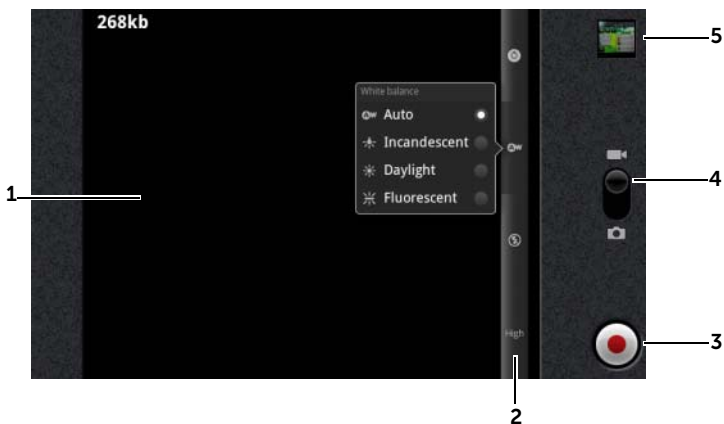 268kb
5
White balance
Auto
Incandescent
Daylight
Fluorescent
1
4
High
3
2